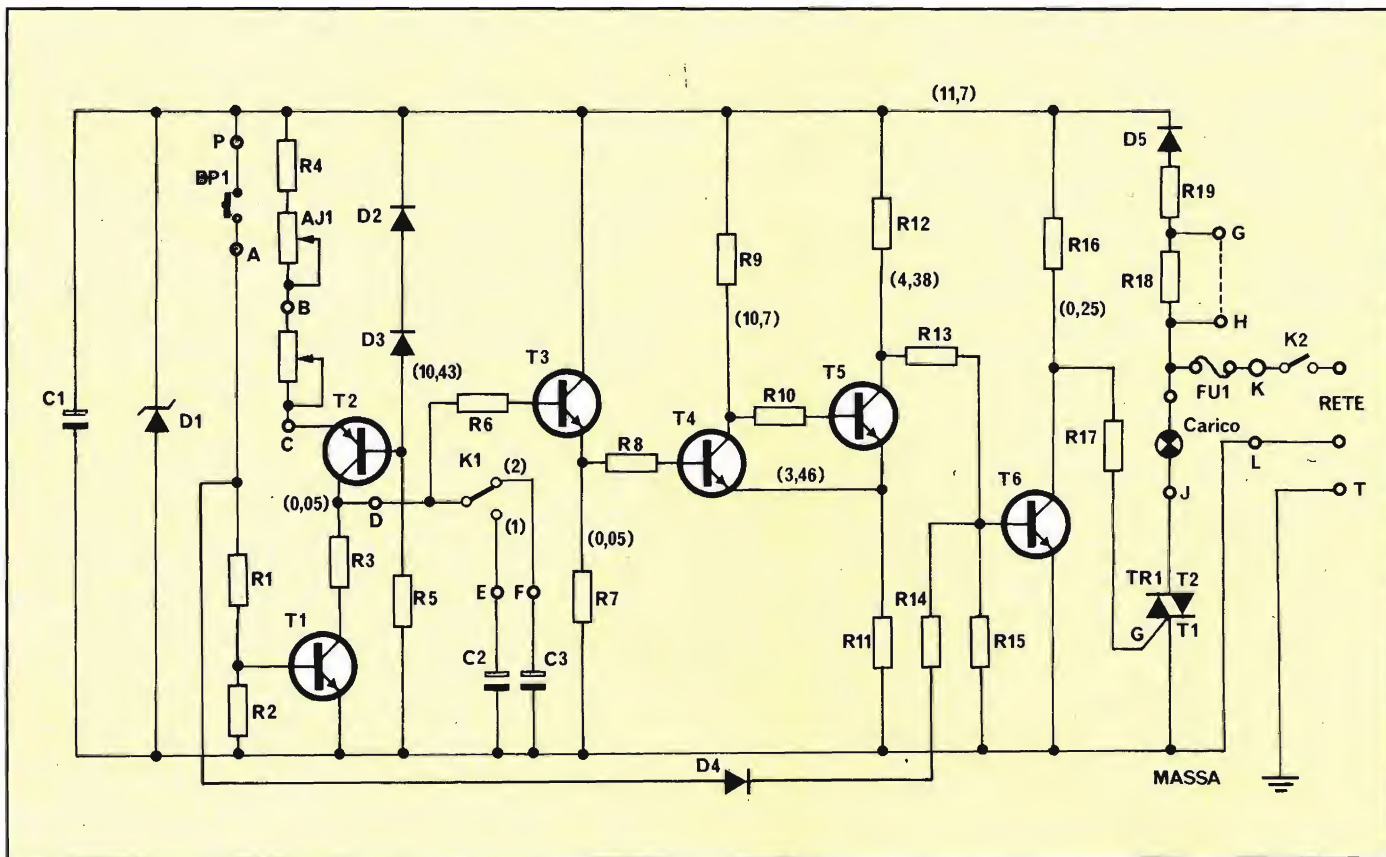 (11,7)
P
BP1
A
R4
AJ1
B
C
D2
D3
(10,43)
T2
(0,05)
D
R3
R1
T1
R2
C1
D1
R5
R6
K1
(2)
(1)
E
F
C2
C3
T3
R8
(0,05)
R7
R9
(10,7)
T4
R10
(3,46)
R12
(4,38)
T5
R13
R11
R14
R15
D4
R16
(0,25)
T6
R17
D5
R19
G
R18
H
FU1
K
K2
RETE
Carico
L
J
T
TR1
T2
G
T1
MASSA